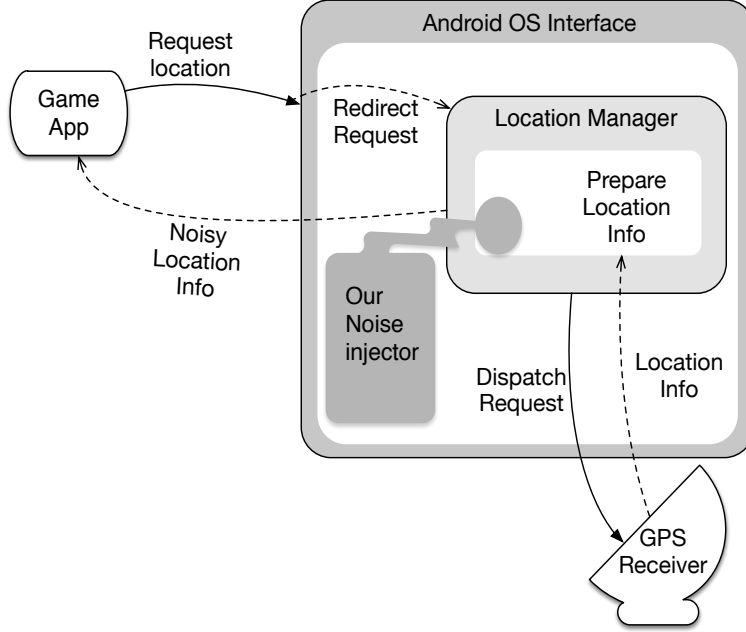 Android OS Interface
Request
location
Game
App
Redirect
Request
Location Manager
Prepare
Location
Info
Noisy
Location
Info
Our
Noise
injector
Dispatch
Request
Location
Info
GPS
Receiver